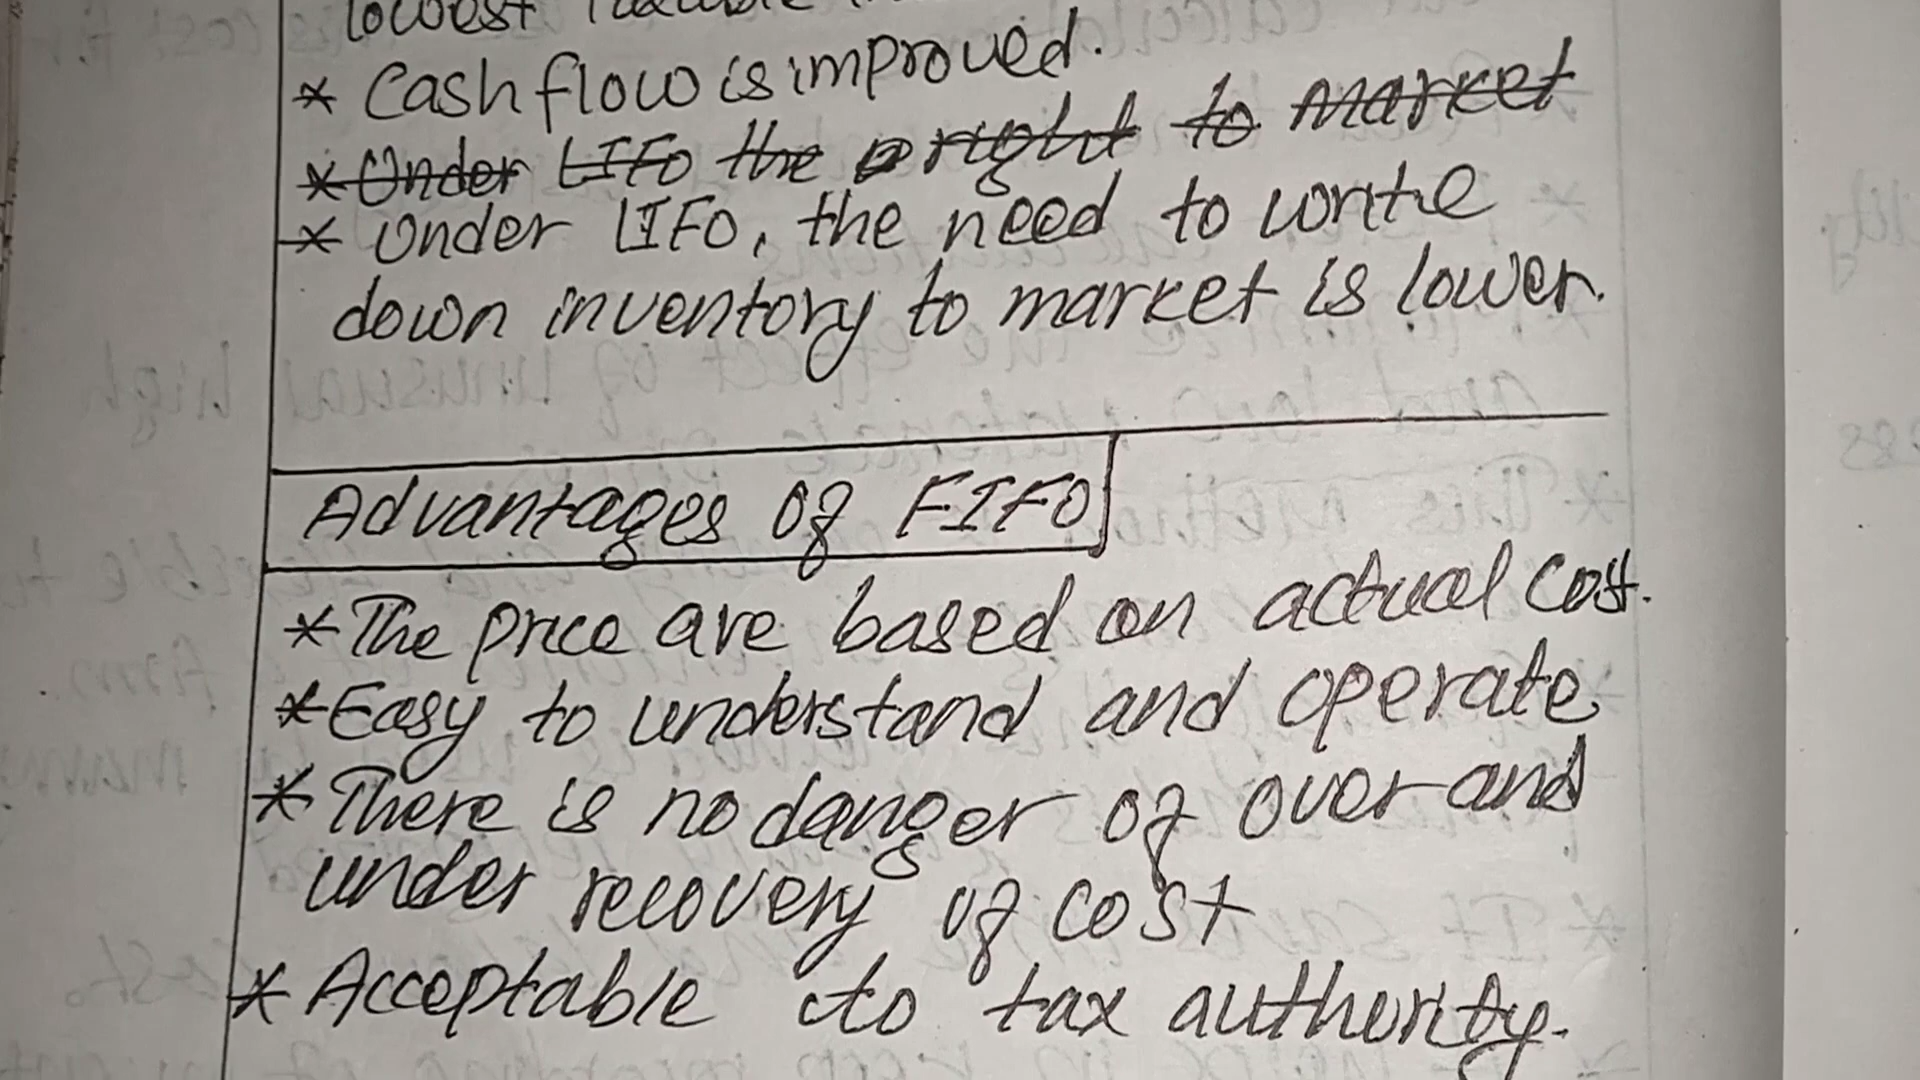 lowest taxable
* Cash flow is improved.
* Under LIFO the right to market
* Under LIFO, the need to write
down inventory to market is lower.
Advantages of FIFO
* The price are based on actual cost.
* Easy to understand and operate
* There is no danger of over and
under recovery of cost
* Acceptable to tax authority.